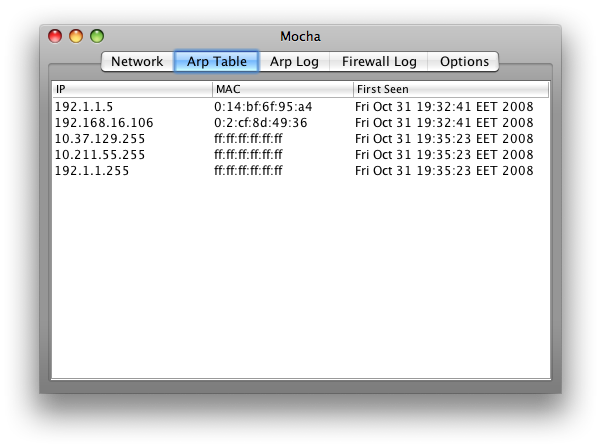 Mocha
Network Arp Table Arp Log Firewall Log Options
IP MAC First Seen
192.1.1.5 0:14:bf:6f:95:a4 Fri Oct 31 19:32:41 EET 2008
192.168.16.106 0:2:cf:8d:49:36 Fri Oct 31 19:32:41 EET 2008
10.37.129.255 ff:ff:ff:ff:ff:ff Fri Oct 31 19:35:23 EET 2008
10.211.55.255 ff:ff:ff:ff:ff:ff Fri Oct 31 19:35:23 EET 2008
192.1.1.255 ff:ff:ff:ff:ff:ff Fri Oct 31 19:35:23 EET 2008